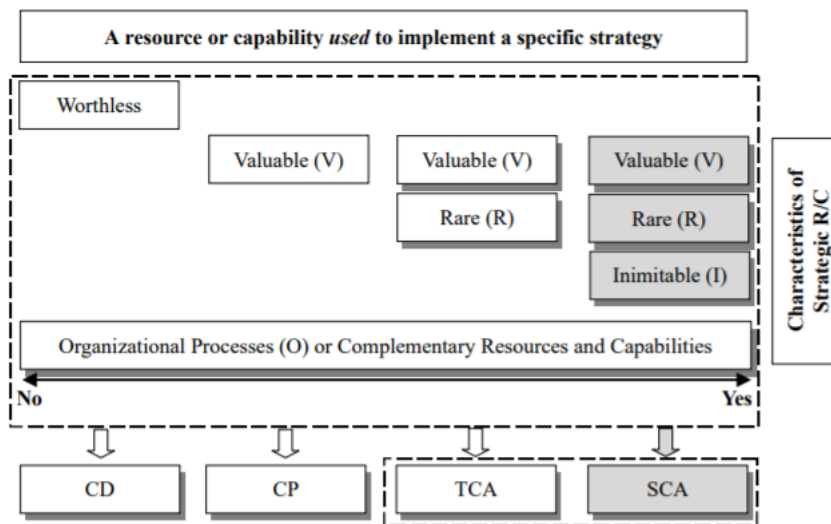 A resource or capability used to implement a specific strategy
Worthless
Valuable (V)
Valuable (V)
Valuable (V)
Rare (R)
Rare (R)
Inimitable (I)
Characteristics of
Strategic R/C
Organizational Processes (O) or Complementary Resources and Capabilities
No
Yes
CD
CP
TCA
SCA